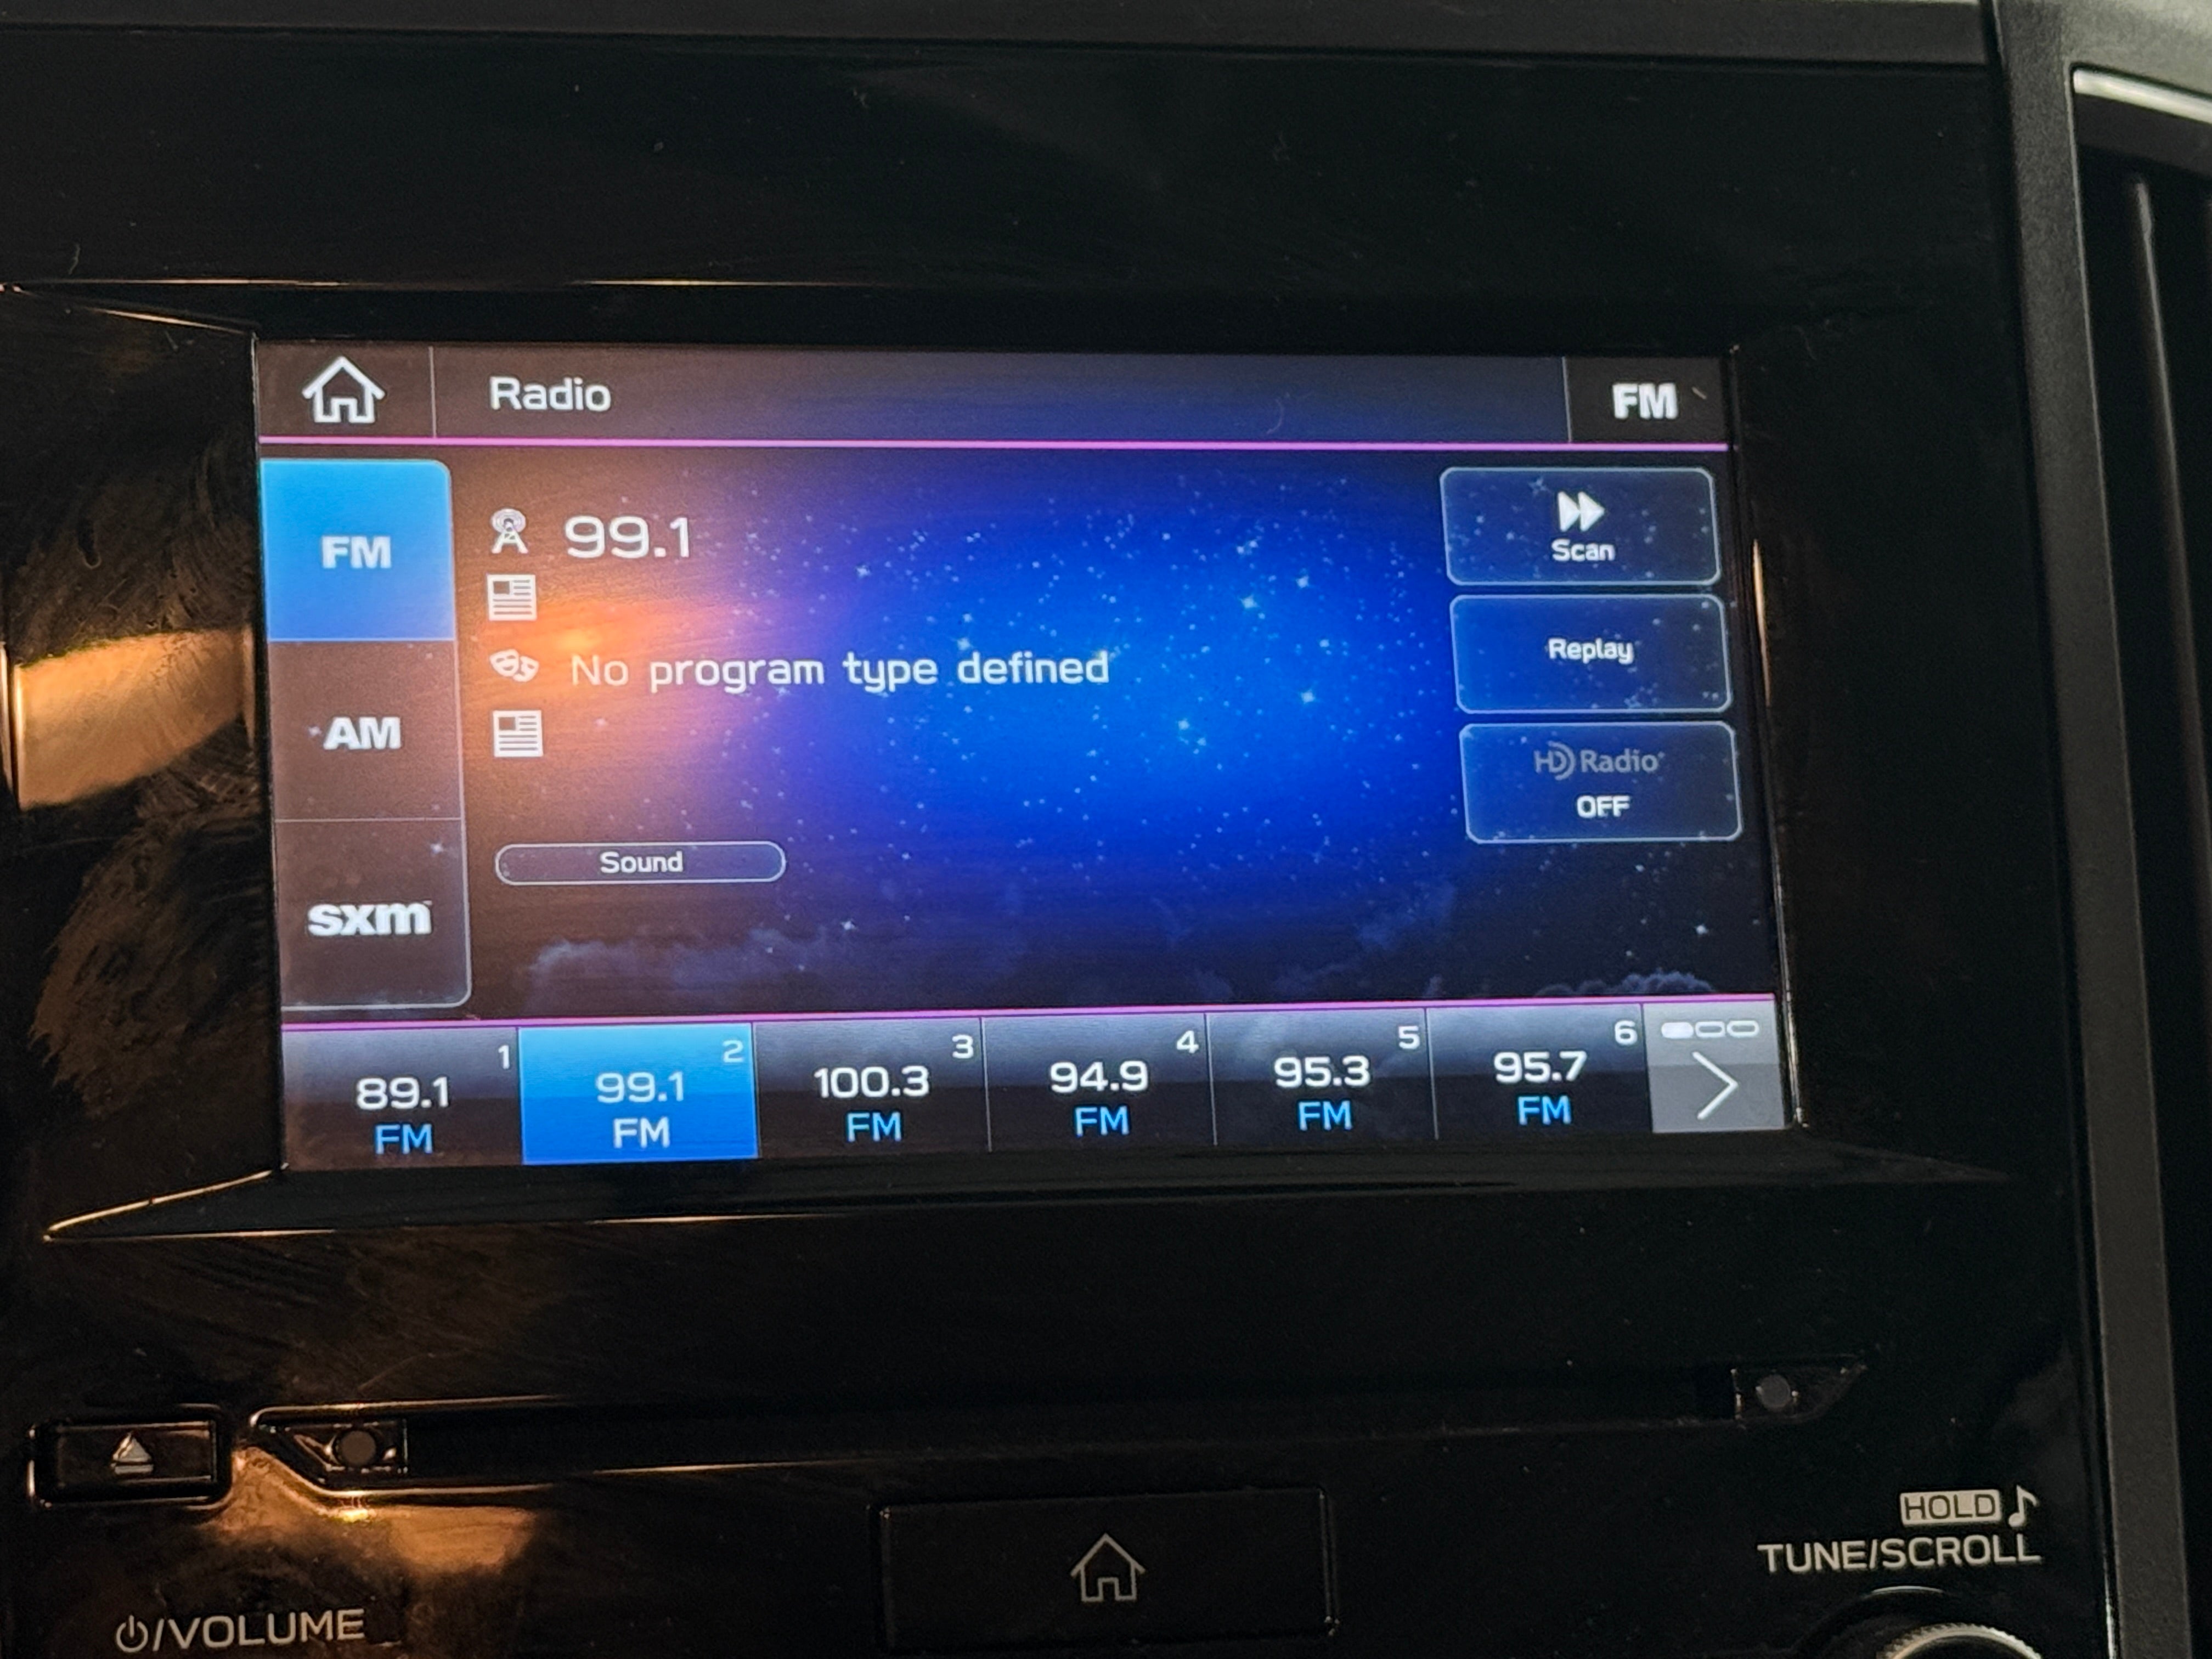 Radio
FM
FM
99.1
Scan
No program type defined
Replay
AM
HD Radio
OFF
Sound
sxm
1
2
3
4
5
6
89.1
99.1
100.3
94.9
95.3
95.7
FM
FM
FM
FM
FM
FM
HOLD
TUNE/SCROLL
/VOLUME